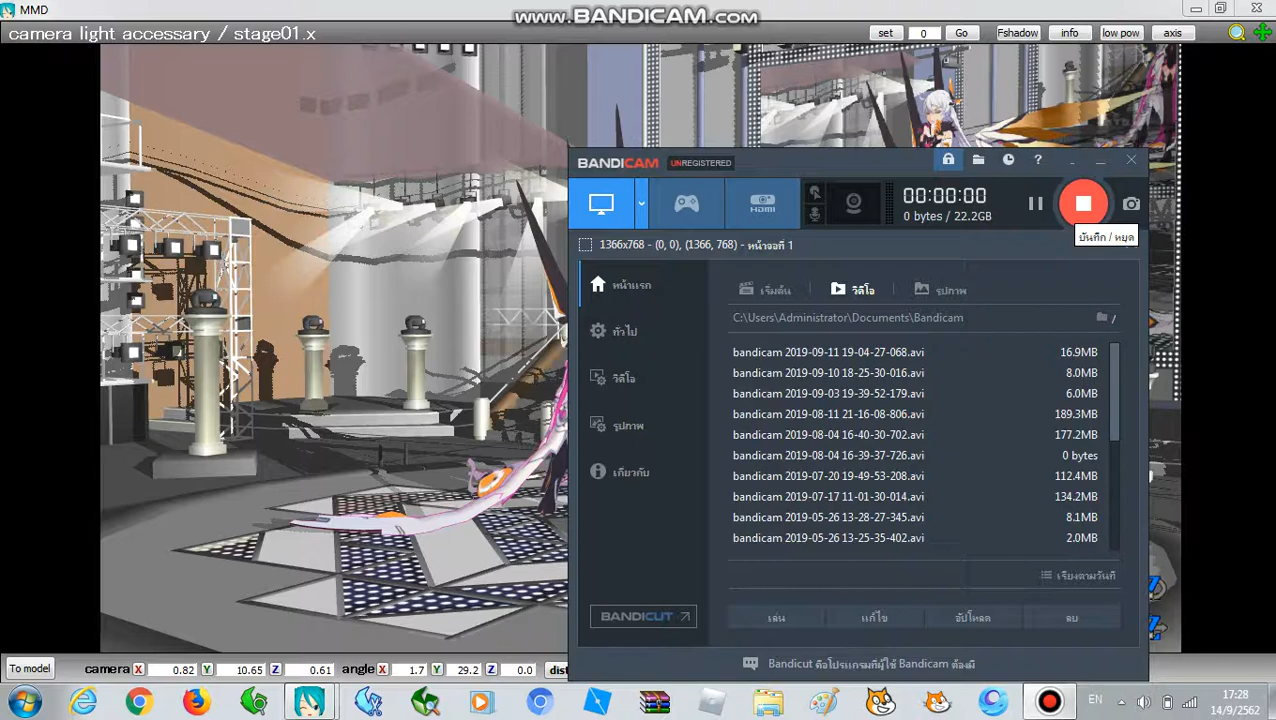 MMD
www.BANDICAM.com
camera light accessary / stage01.x
set 0 Go Fshadow info low pow axis
BANDICAM UNREGISTERED
HDMI
00:00:00
0 bytes / 22.2GB
บันทึก / หยุด
1366x768 - (0, 0), (1366, 768) - หน้าจอที่ 1
หน้าแรก
ทั่วไป
วิดีโอ
รูปภาพ
เกี่ยวกับ
เริ่มต้น วิดีโอ รูปภาพ
C:\Users\Administrator\Documents\Bandicam /
bandicam 2019-09-11 19-04-27-068.avi 16.9MB
bandicam 2019-09-10 18-25-30-016.avi 8.0MB
bandicam 2019-09-03 19-39-52-179.avi 6.0MB
bandicam 2019-08-11 21-16-08-806.avi 189.3MB
bandicam 2019-08-04 16-40-30-702.avi 177.2MB
bandicam 2019-08-04 16-39-37-726.avi 0 bytes
bandicam 2019-07-20 19-49-53-208.avi 112.4MB
bandicam 2019-07-17 11-01-30-014.avi 134.2MB
bandicam 2019-05-26 13-28-27-345.avi 8.1MB
bandicam 2019-05-26 13-25-35-402.avi 2.0MB
เรียงตามวันที่
BANDICUT
เล่น แก้ไข อัปโหลด ลบ
Bandicut คือโปรแกรมที่ผู้ใช้ Bandicam ต้องมี
To model camera X 0.82 Y 10.65 Z 0.61 angle X 1.7 Y 29.2 Z 0.0 dist
EN
17:28
14/9/2562